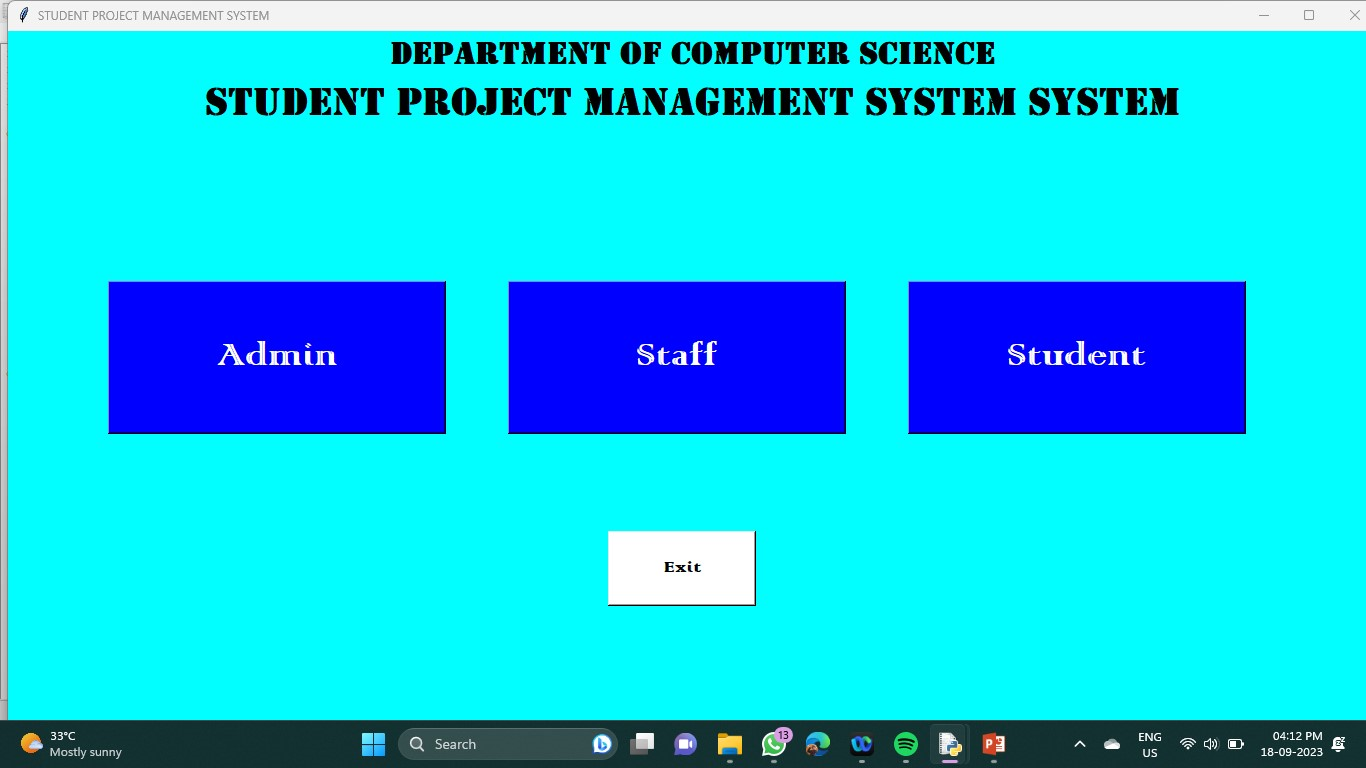 STUDENT PROJECT MANAGEMENT SYSTEM
DEPARTMENT OF COMPUTER SCIENCE
STUDENT PROJECT MANAGEMENT SYSTEM SYSTEM
Admin
Staff
Student
Exit
33°C
Mostly sunny
Search
13
ENG
US
04:12 PM
18-09-2023